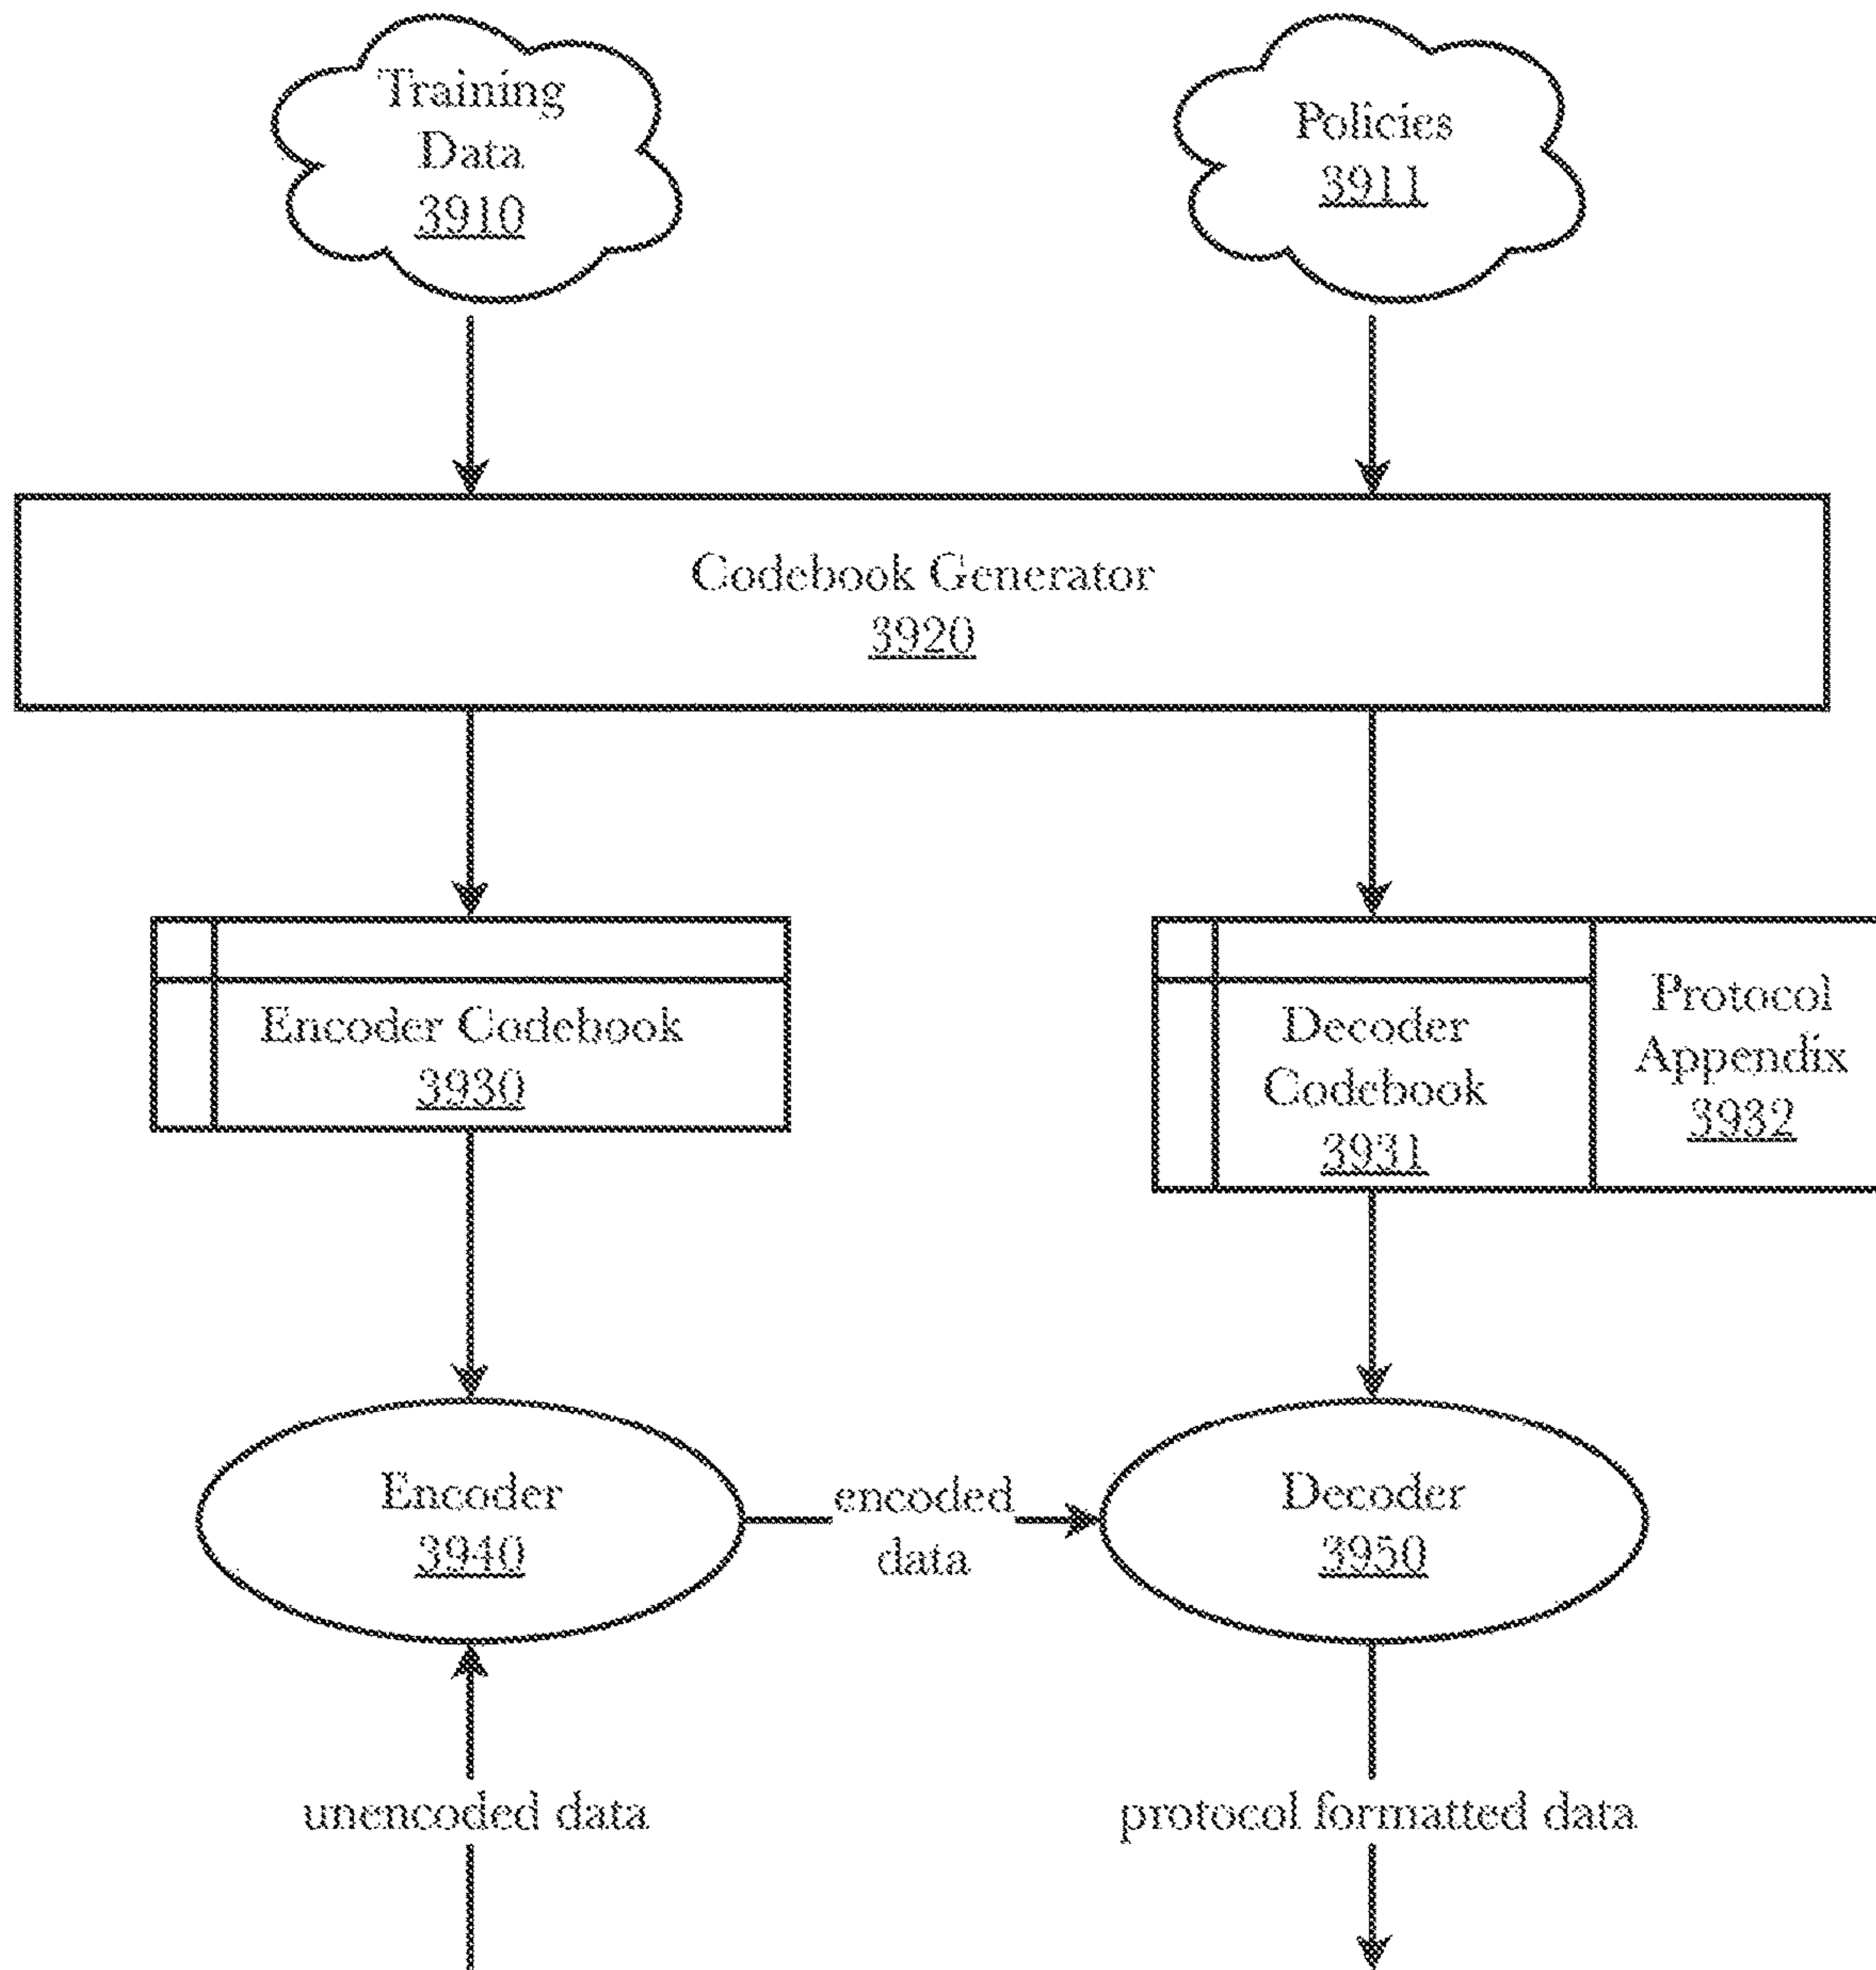 Training
Data
3910
Policies
3911
Codebook Generator
3920
Encoder Codebook
3930
Decoder
Codebook
3931
Protocol
Appendix
3932
Encoder
3940
encoded
data
Decoder
3950
unencoded data
protocol formatted data